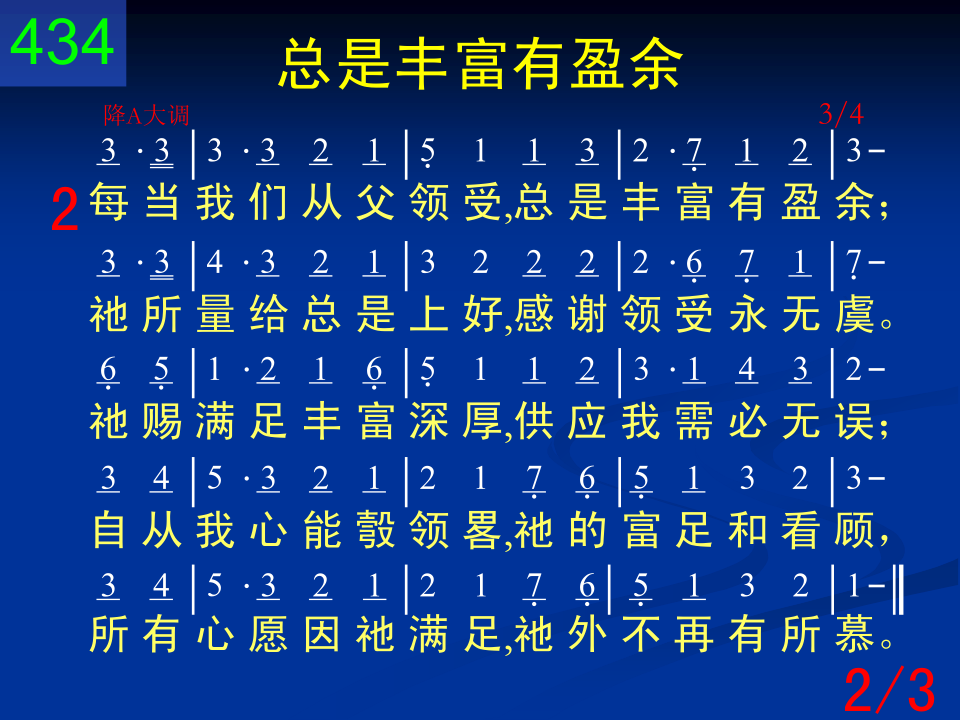 434
总是丰富有盈余
降A大调 3/4
3 · 3 | 3 · 3 2 1 | 5 1 1 3 | 2 · 7 1 2 | 3 -
2 每当我们从父领受,总是丰富有盈余;
3 · 3 | 4 · 3 2 1 | 3 2 2 2 | 2 · 6 7 1 | 7 -
祂所量给总是上好,感谢领受永无虞。
6 5 | 1 · 2 1 6 | 5 1 1 2 | 3 · 1 4 3 | 2 -
祂赐满足丰富深厚,供应我需必无误;
3 4 | 5 · 3 2 1 | 2 1 7 6 | 5 1 3 2 | 3 -
自从我心能彀领畧,祂的富足和看顾,
3 4 | 5 · 3 2 1 | 2 1 7 6 | 5 1 3 2 | 1 - ‖
所有心愿因祂满足,祂外不再有所慕。
2/3